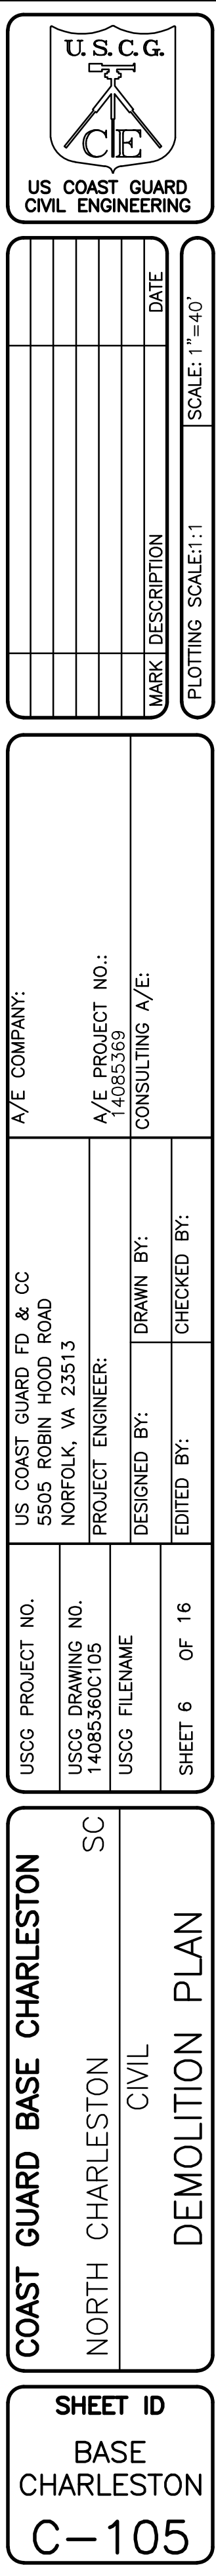 U. S. C. G.
C E
US COAST GUARD
CIVIL ENGINEERING
MARK DESCRIPTION DATE
PLOTTING SCALE:1:1 SCALE: 1"=40'
A/E COMPANY:
A/E PROJECT NO.:
14085369
CONSULTING A/E:
US COAST GUARD FD & CC
5505 ROBIN HOOD ROAD
NORFOLK, VA 23513
PROJECT ENGINEER:
DESIGNED BY: DRAWN BY:
EDITED BY: CHECKED BY:
USCG PROJECT NO.
USCG DRAWING NO.
14085360C105
USCG FILENAME
SHEET 6 OF 16
COAST GUARD BASE CHARLESTON
NORTH CHARLESTON SC
CIVIL
DEMOLITION PLAN
SHEET ID
BASE
CHARLESTON
C-105